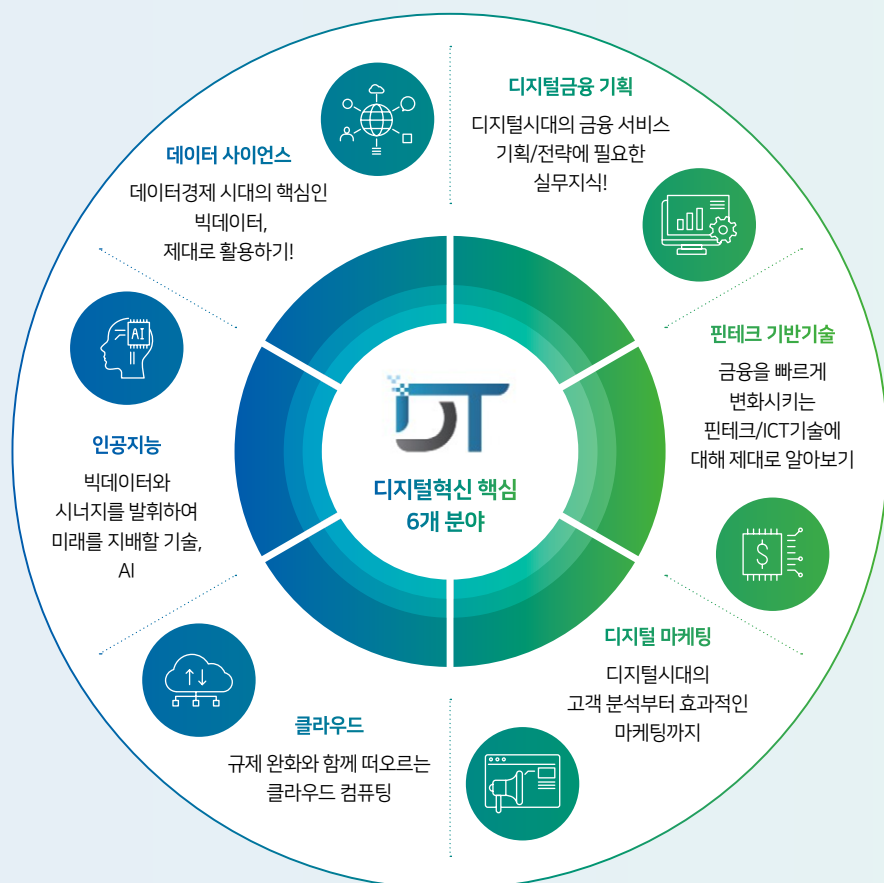 디지털금융 기획
디지털시대의 금융 서비스
기획/전략에 필요한
실무지식!
핀테크 기반기술
금융을 빠르게
변화시키는
핀테크/ICT기술에
대해 제대로 알아보기
디지털 마케팅
디지털시대의
고객 분석부터 효과적인
마케팅까지
클라우드
규제 완화와 함께 떠오르는
클라우드 컴퓨팅
인공지능
빅데이터와
시너지를 발휘하여
미래를 지배할 기술,
AI
데이터 사이언스
데이터경제 시대의 핵심인
빅데이터,
제대로 활용하기!
AI
$
DT
디지털혁신 핵심
6개 분야